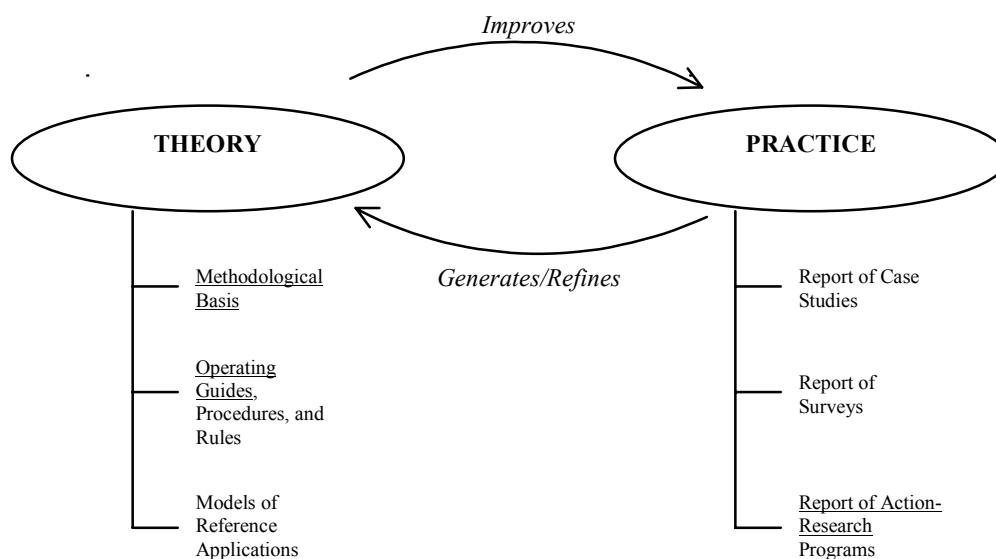 Improves
THEORY
PRACTICE
Generates/Refines
Methodological
Basis
Operating
Guides,
Procedures, and
Rules
Models of
Reference
Applications
Report of Case
Studies
Report of
Surveys
Report of Action-
Research
Programs